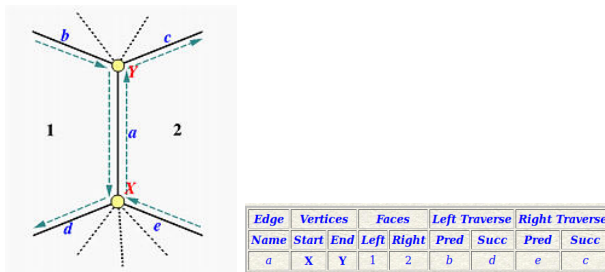 b
c
Y
1
a
2
X
d
e
Edge Vertices Faces Left Traverse Right Traverse
Name Start End Left Right Pred Succ Pred Succ
a X Y 1 2 b d e c